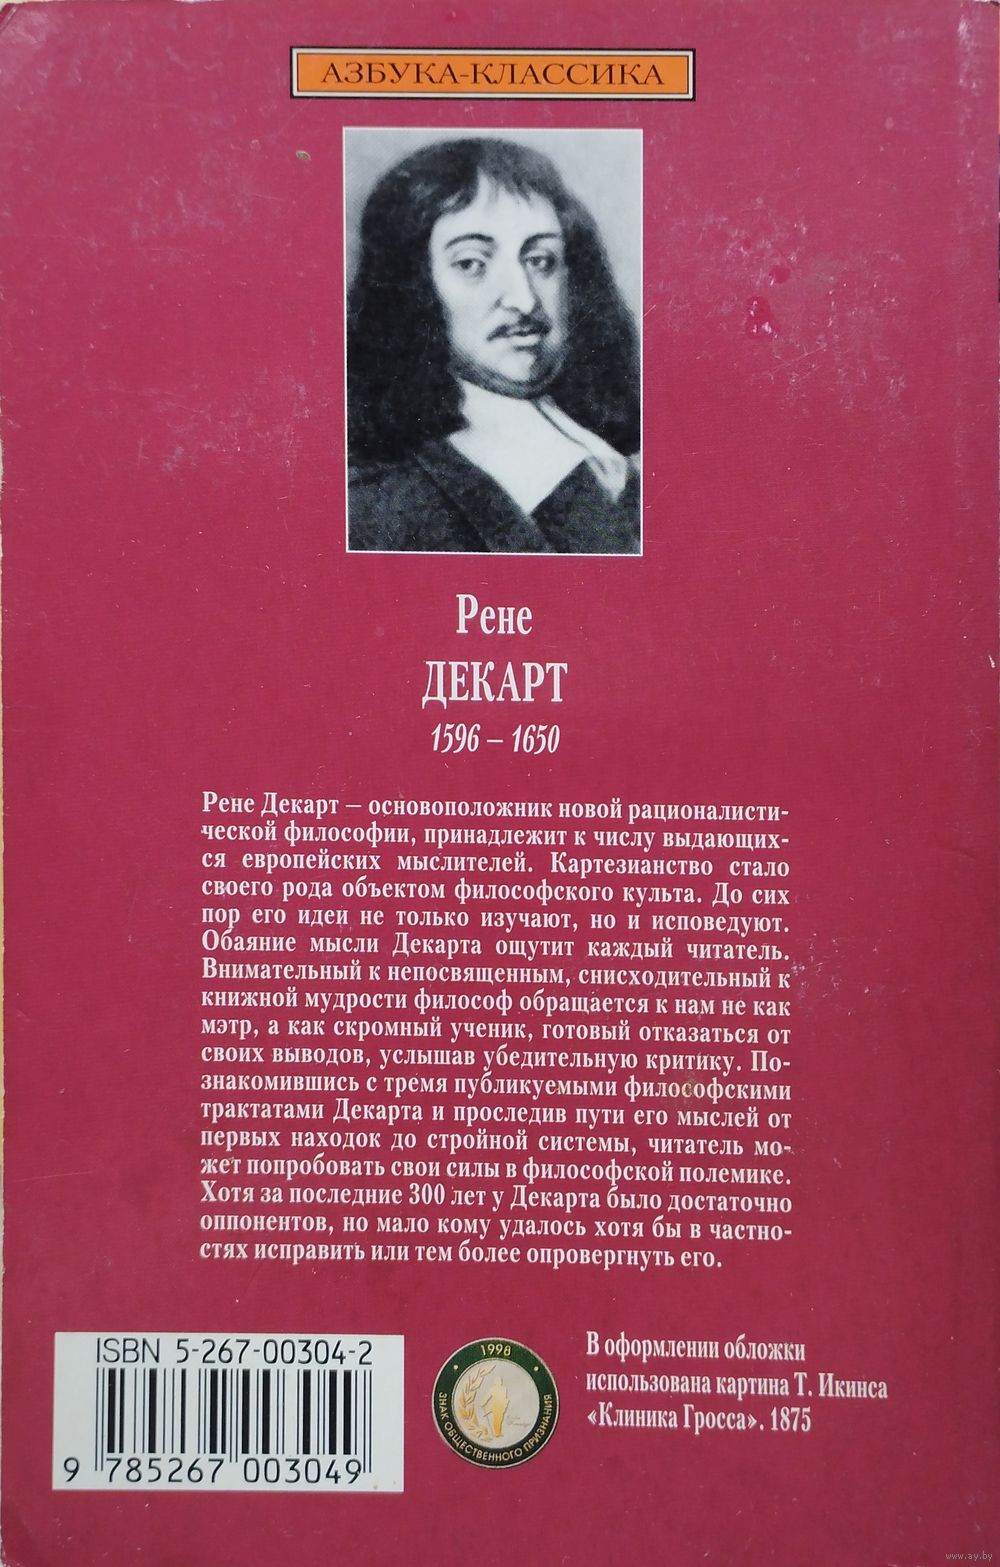 АЗБУКА-КЛАССИКА
Рене
ДЕКАРТ
1596 – 1650
Рене Декарт – основоположник новой рационалисти-
ческой философии, принадлежит к числу выдающих-
ся европейских мыслителей. Картезианство стало
своего рода объектом философского культа. До сих
пор его идеи не только изучают, но и исповедуют.
Обаяние мысли Декарта ощутит каждый читатель.
Внимательный к непосвященным, снисходительный к
книжной мудрости философ обращается к нам не как
мэтр, а как скромный ученик, готовый отказаться от
своих выводов, услышав убедительную критику. По-
знакомившись с тремя публикуемыми философскими
трактатами Декарта и проследив пути его мыслей от
первых находок до стройной системы, читатель мо-
жет попробовать свои силы в философской полемике.
Хотя за последние 300 лет у Декарта было достаточно
оппонентов, но мало кому удалось хотя бы в частно-
стях исправить или тем более опровергнуть его.
ISBN 5-267-00304-2
9 785267 003049
1998
ЗНАК ОБЩЕСТВЕННОГО ПРИЗНАНИЯ
В оформлении обложки
использована картина Т. Икинса
«Клиника Гросса». 1875
www.ay.by